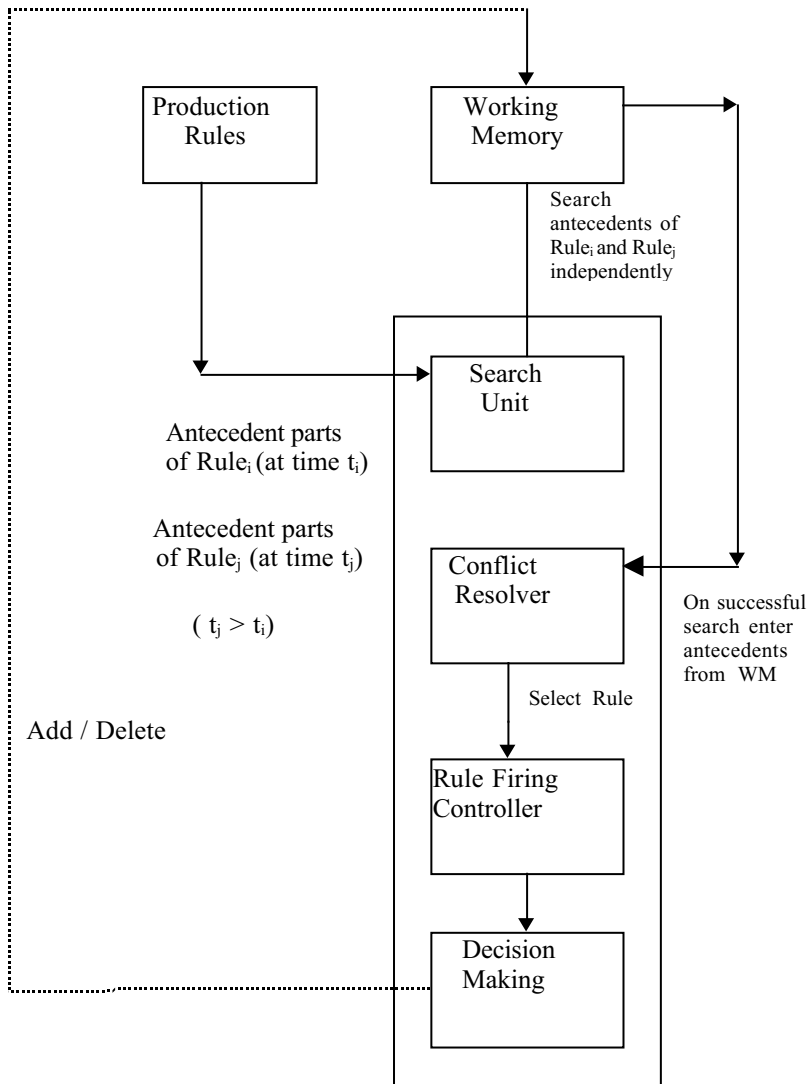 Production
Rules
Working
Memory
Search
antecedents of
Ruleᵢ and Ruleⱼ
independently
Search
Unit
Antecedent parts
of Ruleᵢ (at time tᵢ)
Antecedent parts
of Ruleⱼ (at time tⱼ)
( tⱼ > tᵢ)
Conflict
Resolver
On successful
search enter
antecedents
from WM
Select Rule
Add / Delete
Rule Firing
Controller
Decision
Making